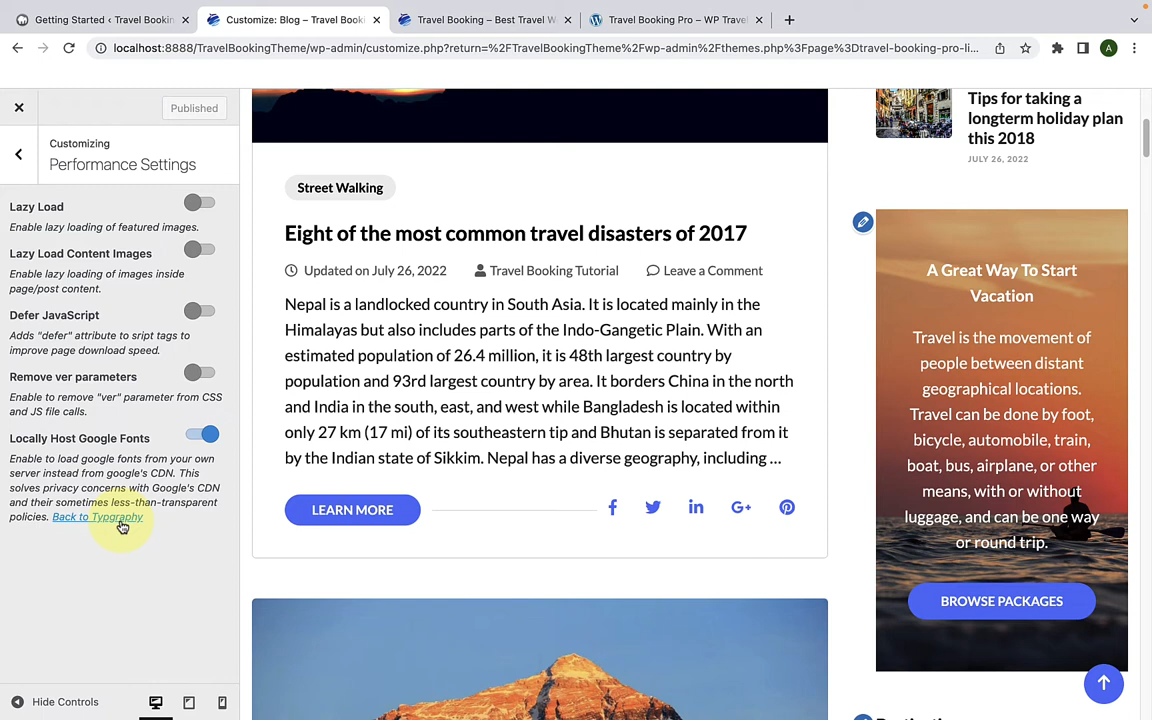 Getting Started ‹ Travel Bookin
Customize: Blog – Travel Booki
Travel Booking – Best Travel W
Travel Booking Pro – WP Trave
localhost:8888/TravelBookingTheme/wp-admin/customize.php?return=%2FTravelBookingTheme%2Fwp-admin%2Fthemes.php%3Fpage%3Dtravel-booking-pro-li...
A
Published
Customizing
Performance Settings
Lazy Load
Enable lazy loading of featured images.
Lazy Load Content Images
Enable lazy loading of images inside
page/post content.
Defer JavaScript
Adds "defer" attribute to sript tags to
improve page download speed.
Remove ver parameters
Enable to remove "ver" parameter from CSS
and JS file calls.
Locally Host Google Fonts
Enable to load google fonts from your own
server instead from google's CDN. This
solves privacy concerns with Google's CDN
and their sometimes less-than-transparent
policies. Back to Typgraphy
Hide Controls
Street Walking
Eight of the most common travel disasters of 2017
Updated on July 26, 2022
Travel Booking Tutorial
Leave a Comment
Nepal is a landlocked country in South Asia. It is located mainly in the
Himalayas but also includes parts of the Indo-Gangetic Plain. With an
estimated population of 26.4 million, it is 48th largest country by
population and 93rd largest country by area. It borders China in the north
and India in the south, east, and west while Bangladesh is located within
only 27 km (17 mi) of its southeastern tip and Bhutan is separated from it
by the Indian state of Sikkim. Nepal has a diverse geography, including ...
LEARN MORE
Tips for taking a
longterm holiday plan
this 2018
JULY 26, 2022
A Great Way To Start
Vacation
Travel is the movement of
people between distant
geographical locations.
Travel can be done by foot,
bicycle, automobile, train,
boat, bus, airplane, or other
means, with or without
luggage, and can be one way
or round trip.
BROWSE PACKAGES